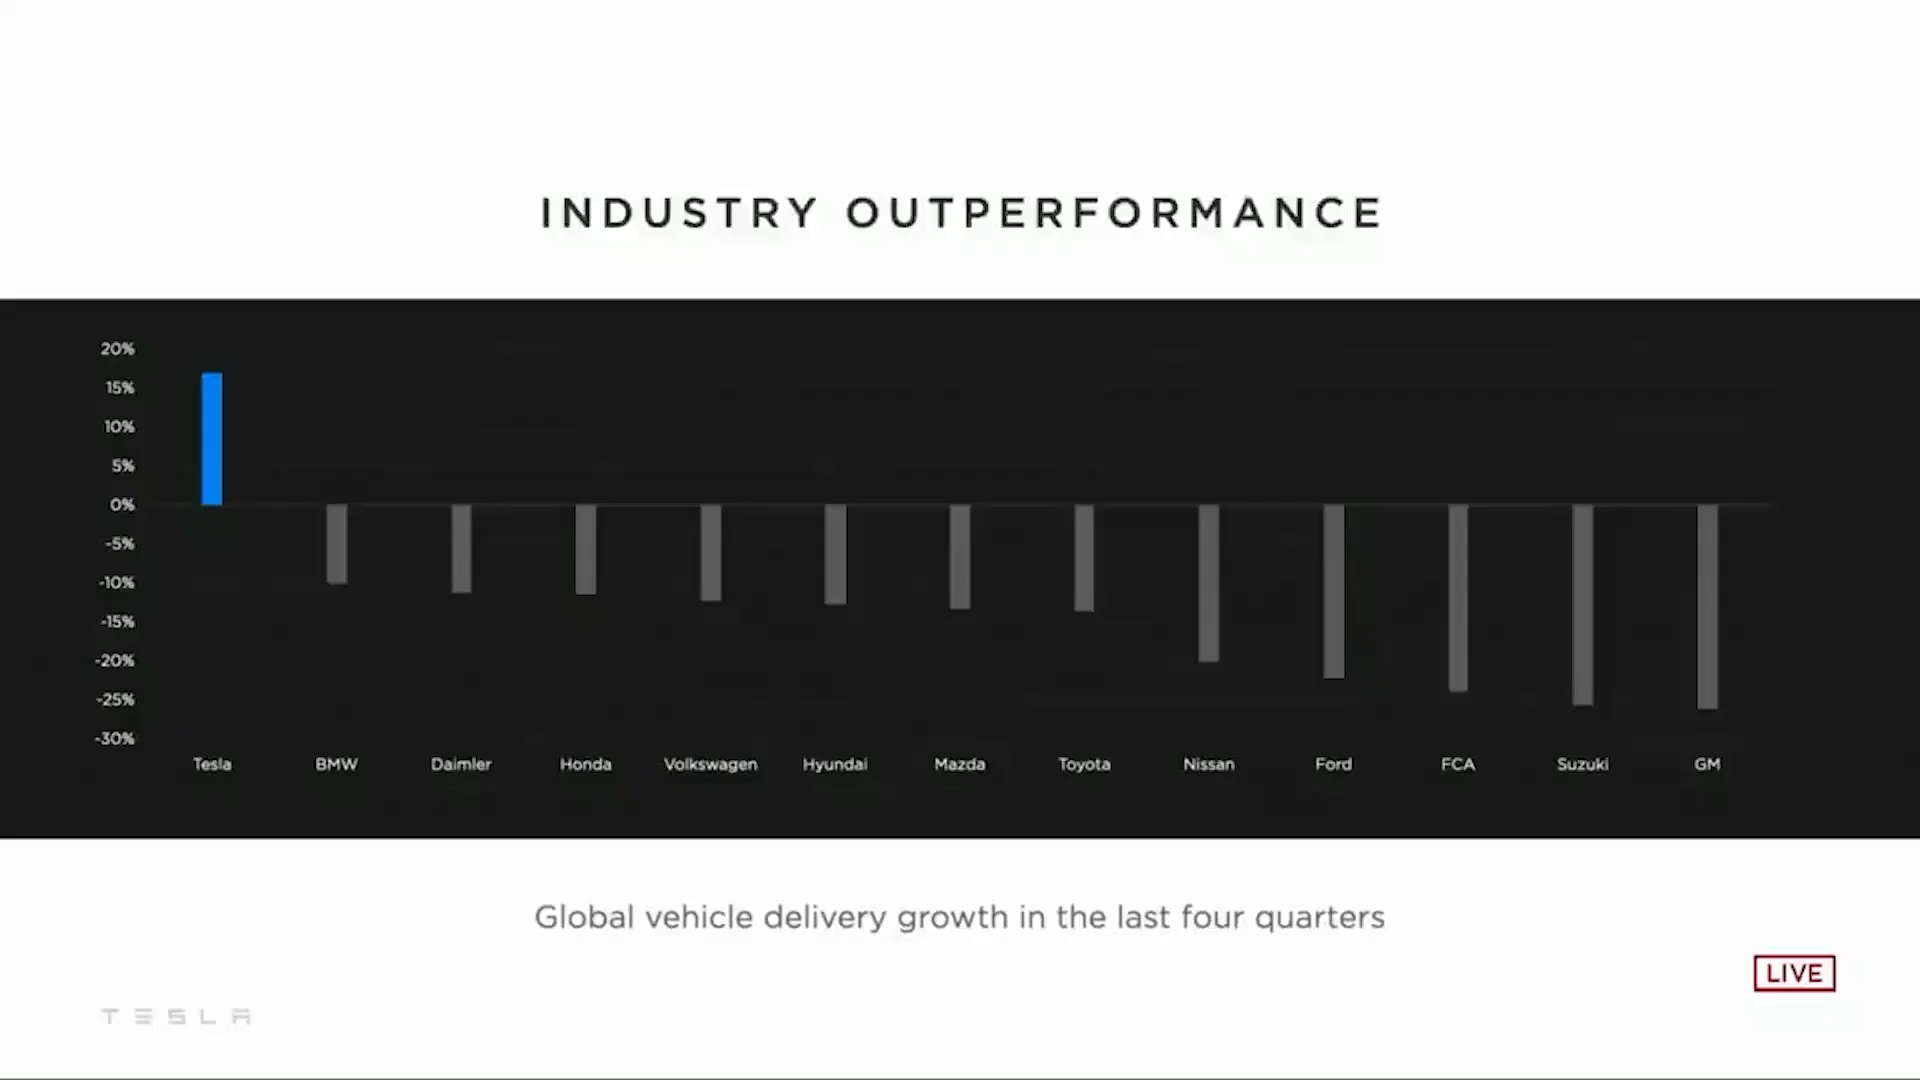 INDUSTRY OUTPERFORMANCE
20%
15%
10%
5%
0%
-5%
-10%
-15%
-20%
-25%
-30%
Tesla BMW Daimler Honda Volkswagen Hyundai Mazda Toyota Nissan Ford FCA Suzuki GM
Global vehicle delivery growth in the last four quarters
LIVE
TESLA